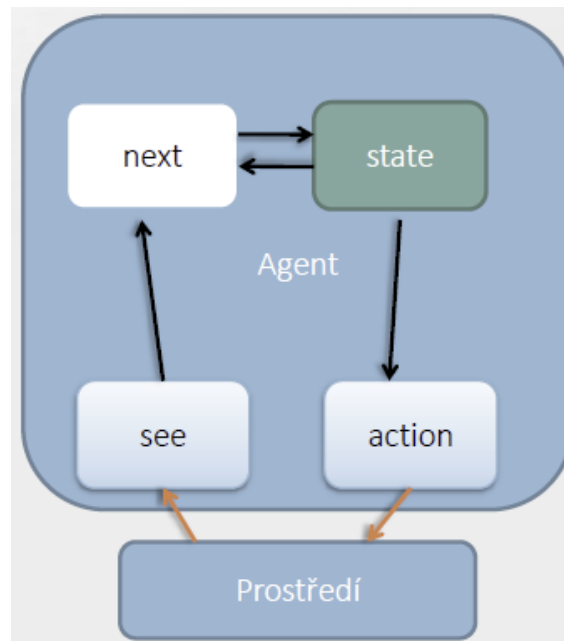 next
state
Agent
see
action
Prostředí